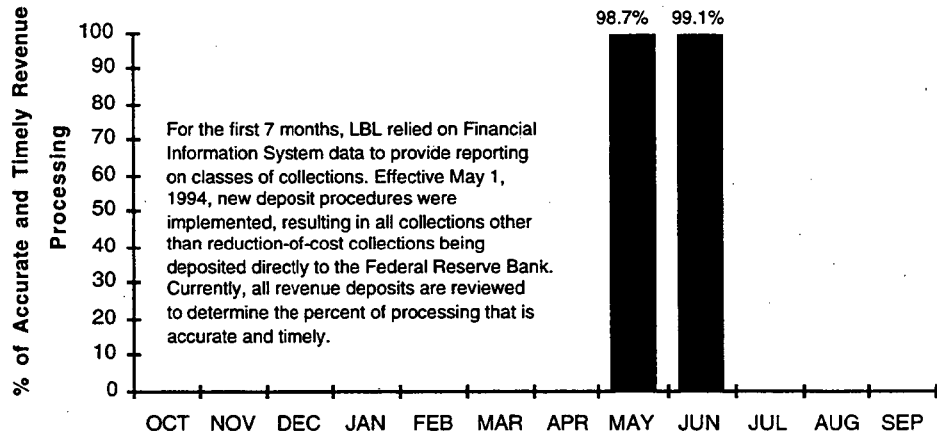 % of Accurate and Timely Revenue
Processing
98.7%
99.1%
100
90
80
70
60
50
40
30
20
10
0
For the first 7 months, LBL relied on Financial
Information System data to provide reporting
on classes of collections. Effective May 1,
1994, new deposit procedures were
implemented, resulting in all collections other
than reduction-of-cost collections being
deposited directly to the Federal Reserve Bank.
Currently, all revenue deposits are reviewed
to determine the percent of processing that is
accurate and timely.
OCT NOV DEC JAN FEB MAR APR MAY JUN JUL AUG SEP